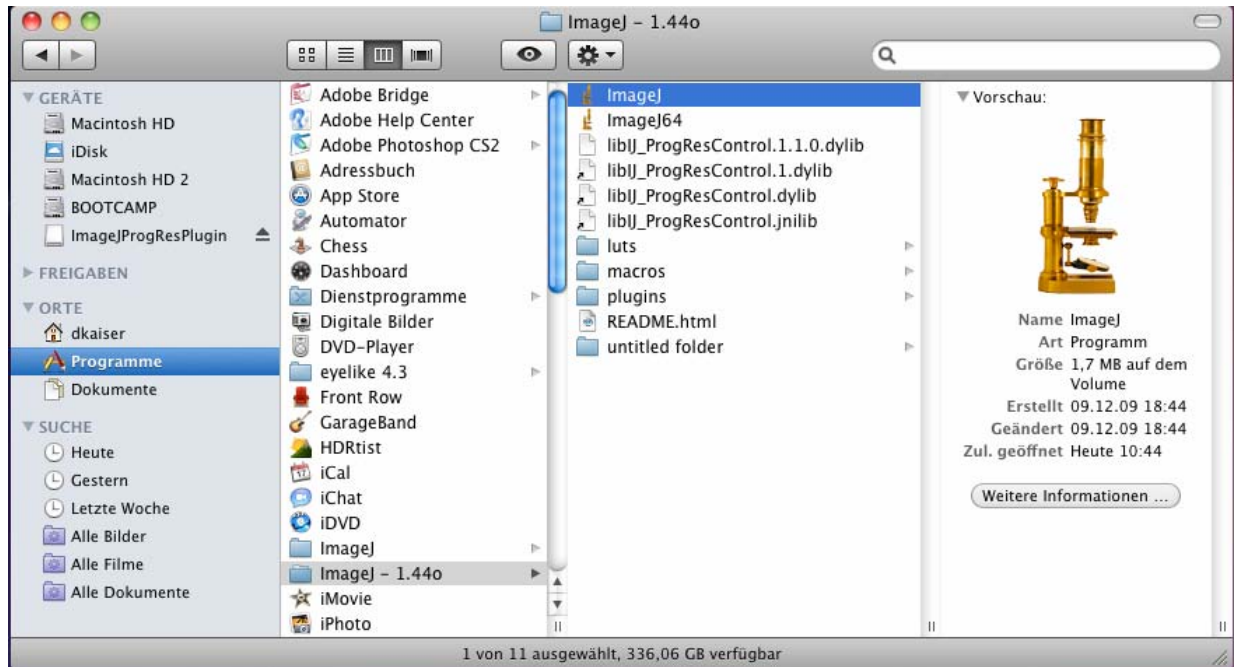 ImageJ – 1.44o
GERÄTE
Macintosh HD
iDisk
Macintosh HD 2
BOOTCAMP
ImageJProgResPlugin
FREIGABEN
ORTE
dkaiser
Programme
Dokumente
SUCHE
Heute
Gestern
Letzte Woche
Alle Bilder
Alle Filme
Alle Dokumente
Adobe Bridge
Adobe Help Center
Adobe Photoshop CS2
Adressbuch
App Store
Automator
Chess
Dashboard
Dienstprogramme
Digitale Bilder
DVD-Player
eyelike 4.3
Front Row
GarageBand
HDRtist
iCal
iChat
iDVD
ImageJ
ImageJ – 1.44o
iMovie
iPhoto
ImageJ
ImageJ64
libIJ_ProgResControl.1.1.0.dylib
libIJ_ProgResControl.1.dylib
libIJ_ProgResControl.dylib
libIJ_ProgResControl.jnilib
luts
macros
plugins
README.html
untitled folder
Vorschau:
Name ImageJ
Art Programm
Größe 1,7 MB auf dem
Volume
Erstellt 09.12.09 18:44
Geändert 09.12.09 18:44
Zul. geöffnet Heute 10:44
Weitere Informationen ...
1 von 11 ausgewählt, 336,06 GB verfügbar